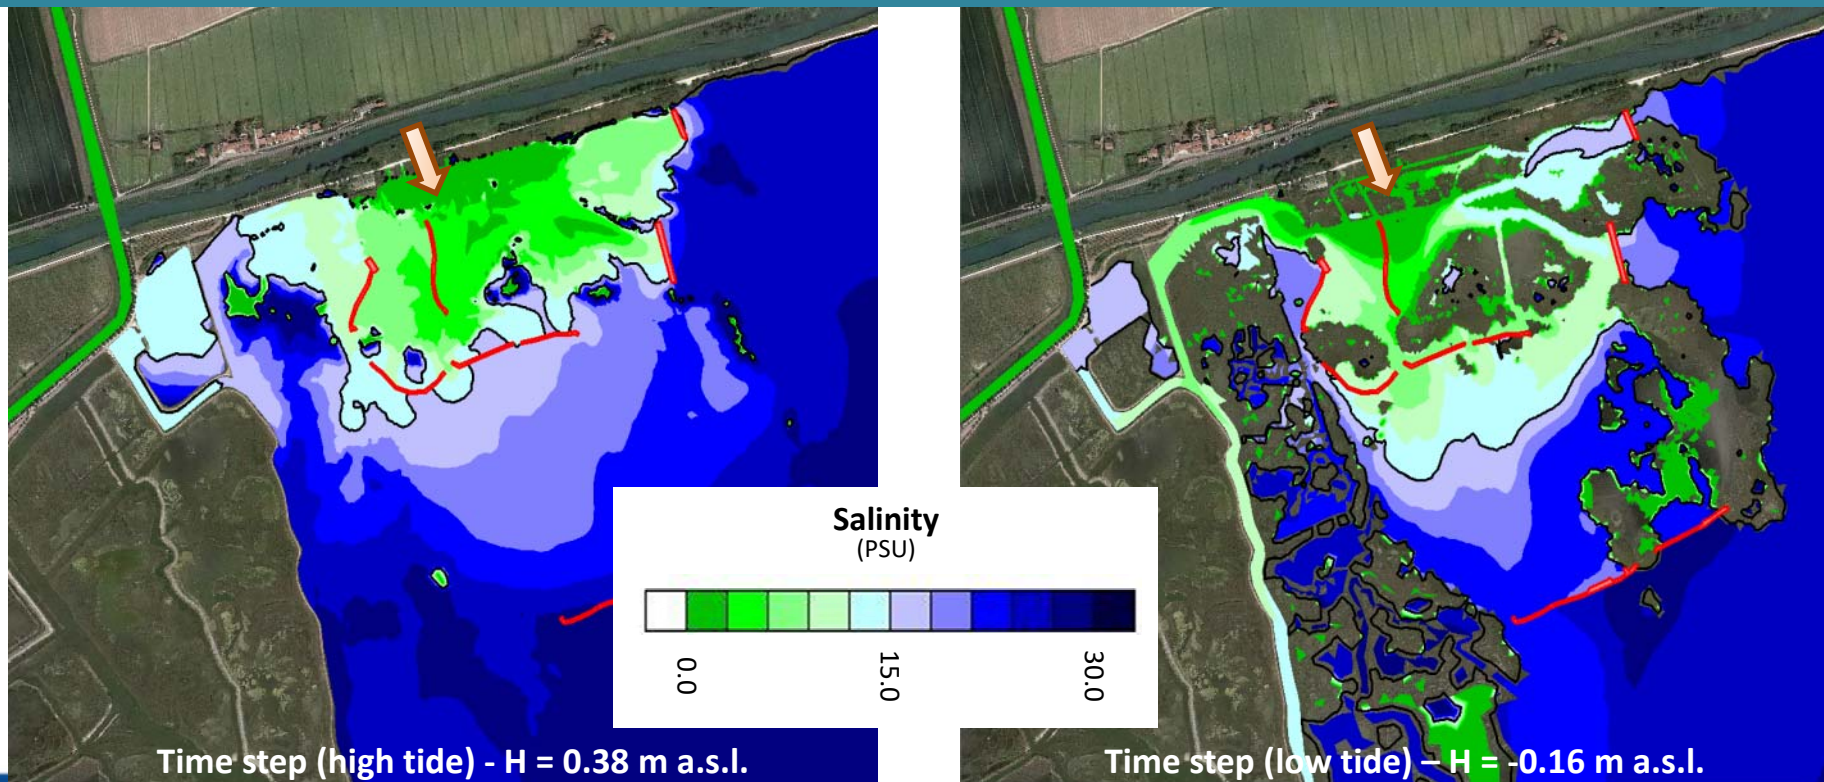 Salinity
(PSU)
0.0
15.0
30.0
Time step (high tide) - H = 0.38 m a.s.l.
Time step (low tide) – H = -0.16 m a.s.l.